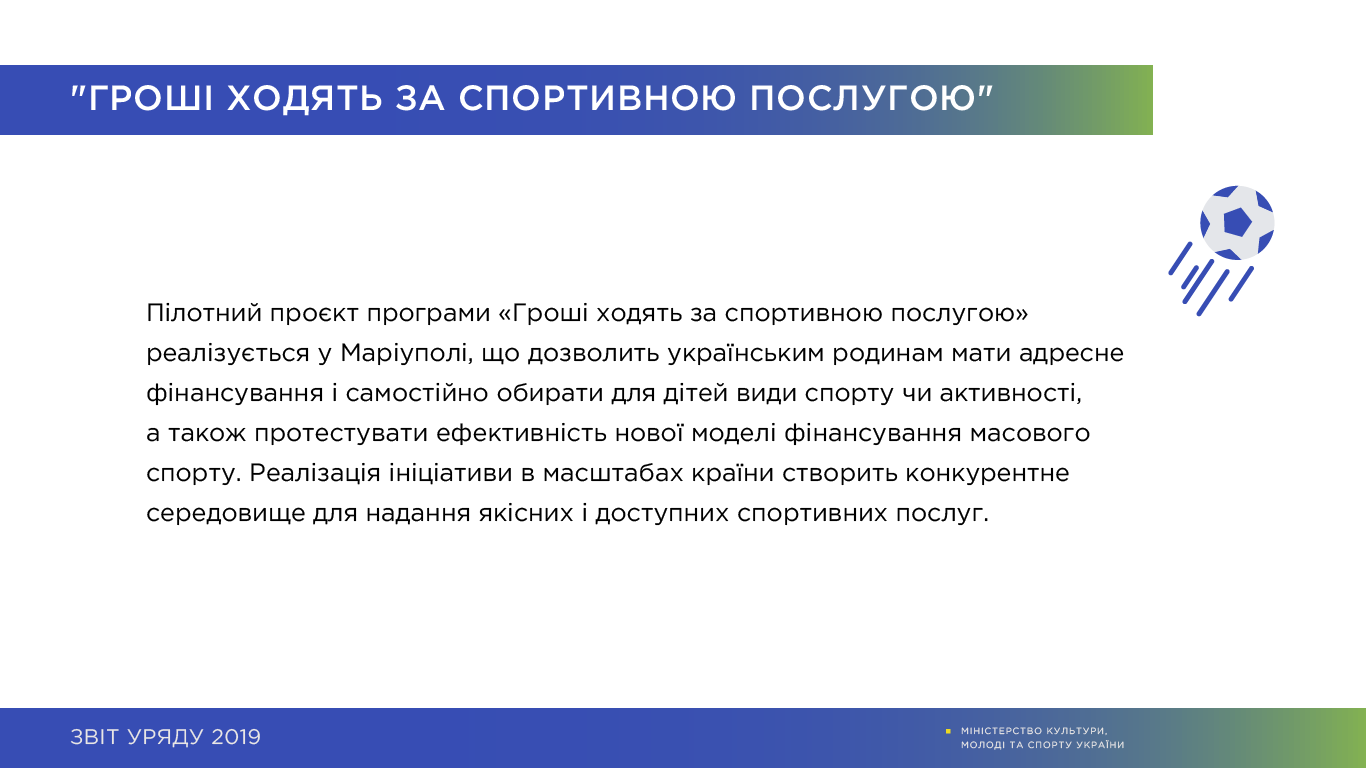 "ГРОШІ ХОДЯТЬ ЗА СПОРТИВНОЮ ПОСЛУГОЮ"
Пілотний проєкт програми «Гроші ходять за спортивною послугою»
реалізується у Маріуполі, що дозволить українським родинам мати адресне
фінансування і самостійно обирати для дітей види спорту чи активності,
а також протестувати ефективність нової моделі фінансування масового
спорту. Реалізація ініціативи в масштабах країни створить конкурентне
середовище для надання якісних і доступних спортивних послуг.
ЗВІТ УРЯДУ 2019
МІНІСТЕРСТВО КУЛЬТУРИ,
МОЛОДІ ТА СПОРТУ УКРАЇНИ